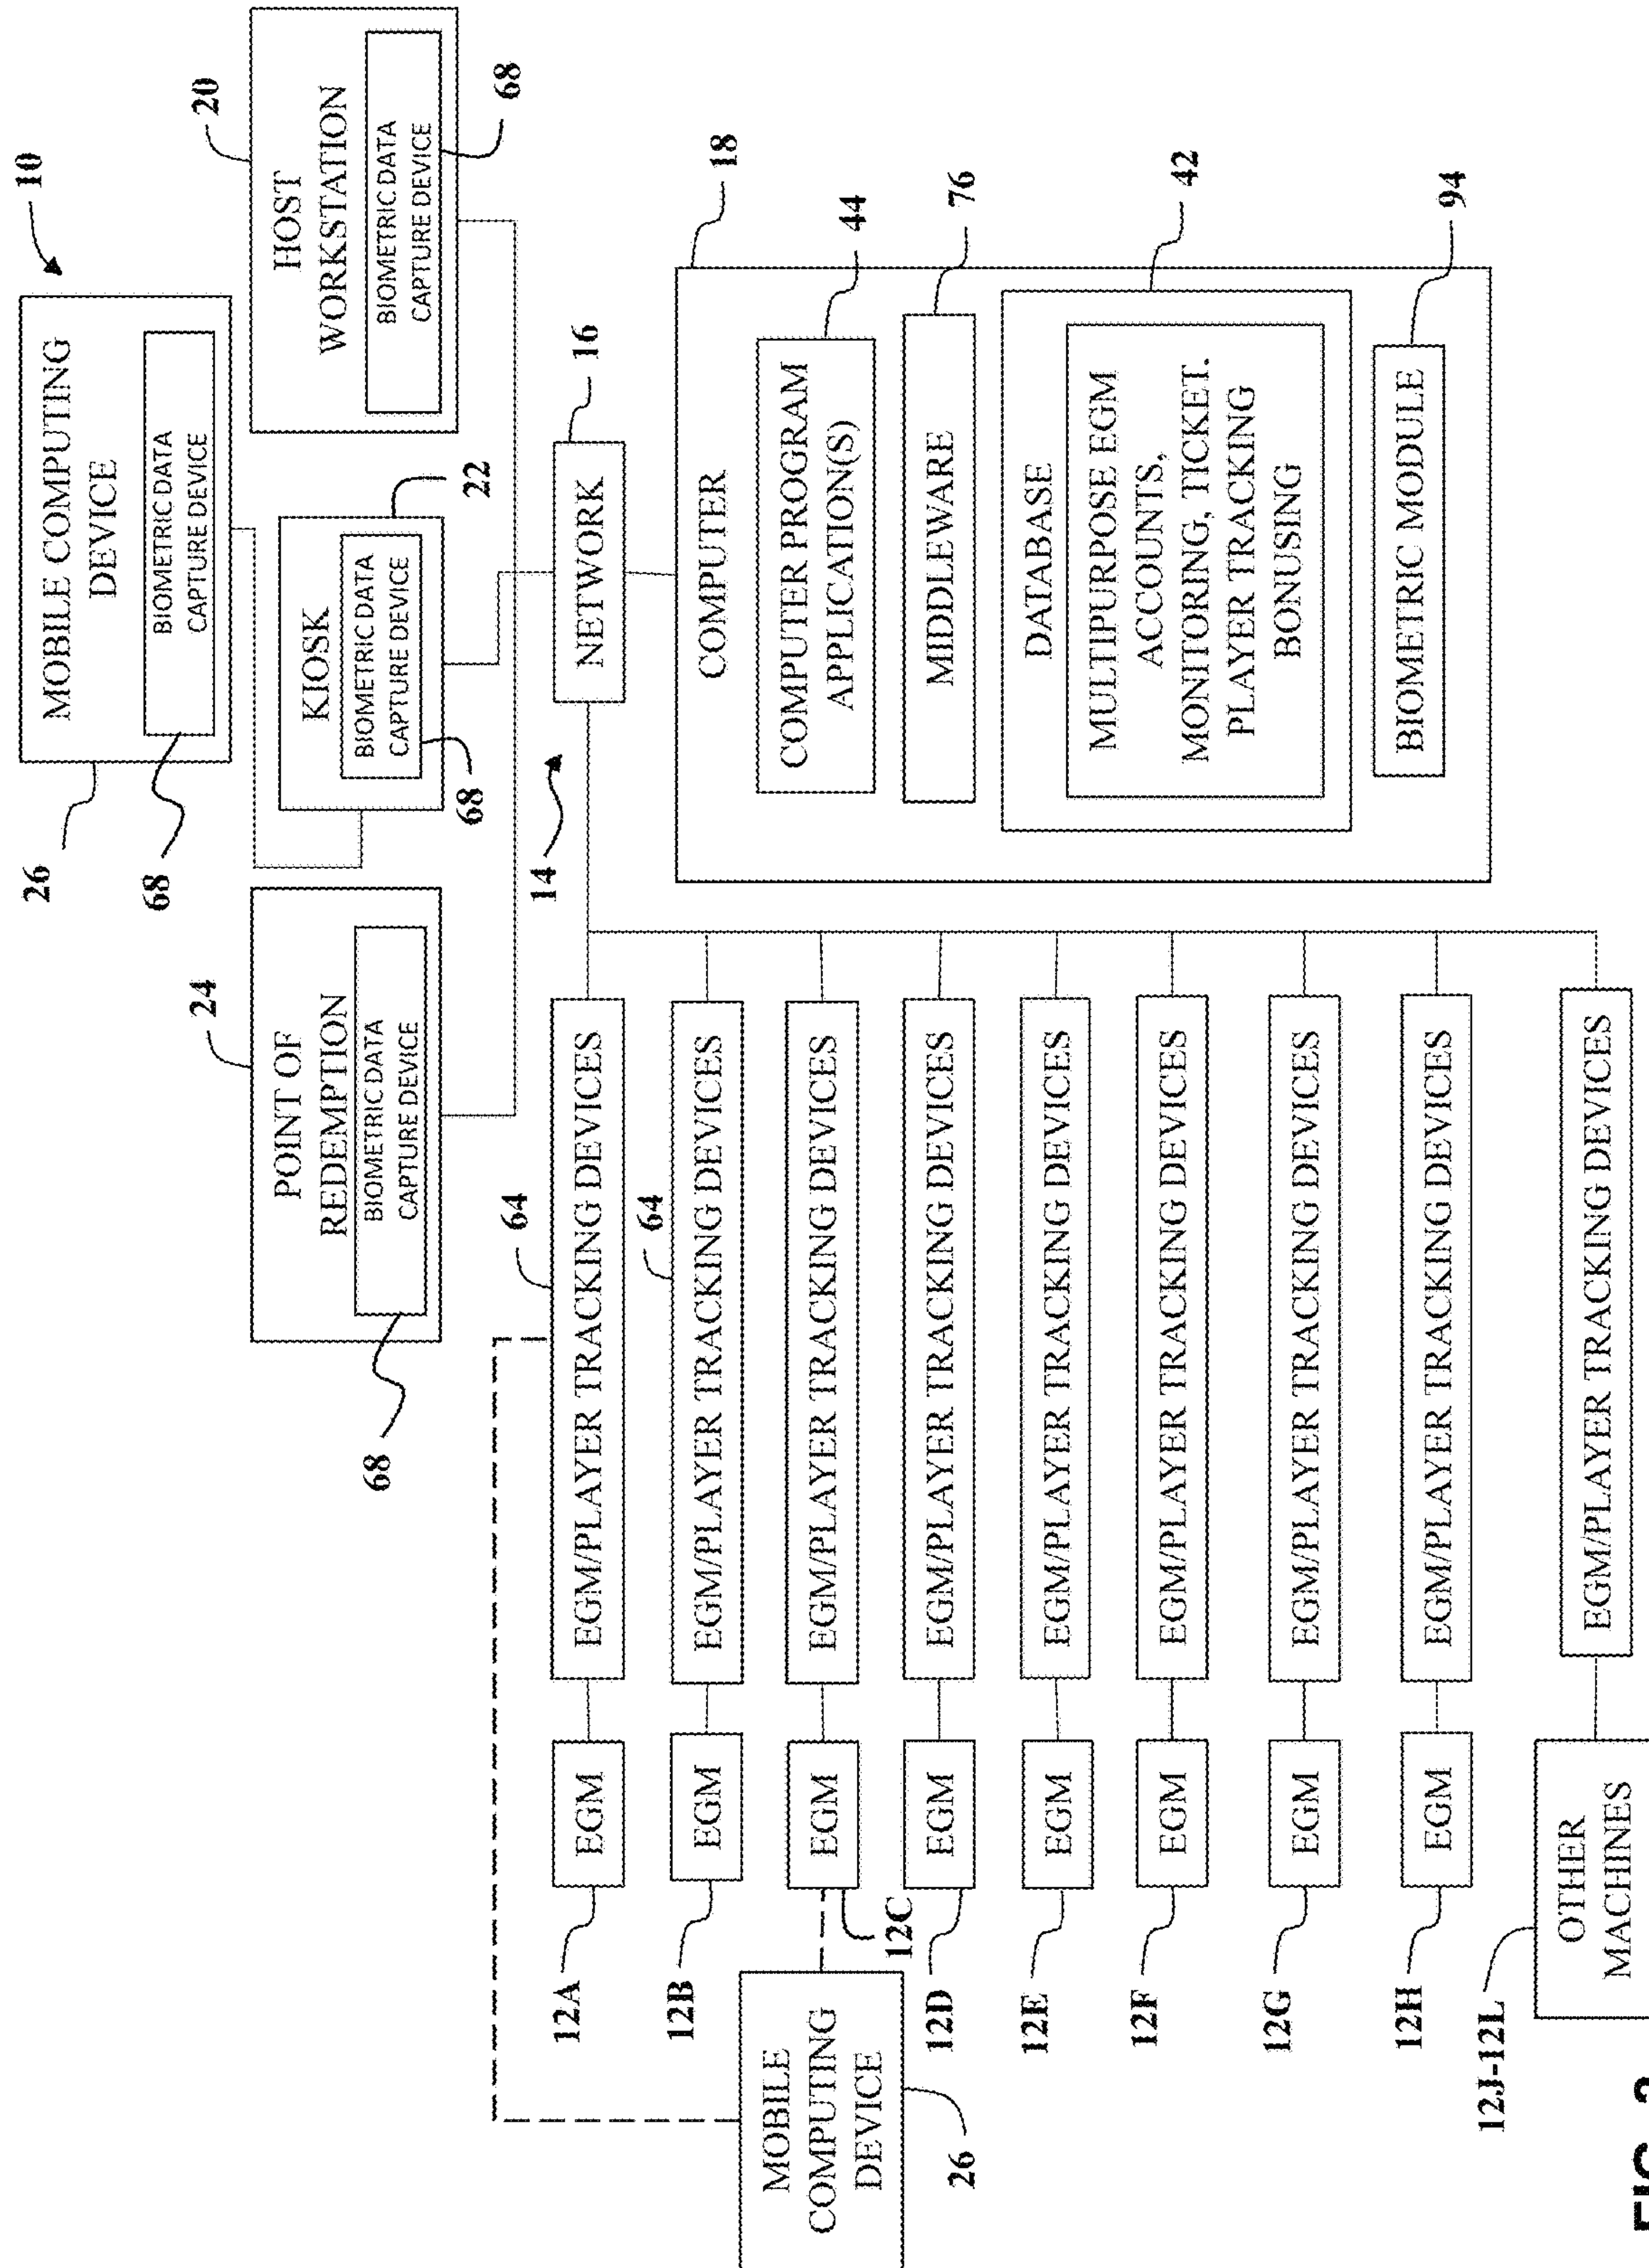 10
MOBILE COMPUTING
DEVICE
BIOMETRIC DATA
CAPTURE DEVICE
26
68
20
HOST
WORKSTATION
BIOMETRIC DATA
CAPTURE DEVICE
68
KIOSK
BIOMETRIC DATA
CAPTURE DEVICE
22
68
24
POINT OF
REDEMPTION
BIOMETRIC DATA
CAPTURE DEVICE
68
NETWORK
16
14
18
COMPUTER
COMPUTER PROGRAM
APPLICATION(S)
44
MIDDLEWARE
76
DATABASE
42
MULTIPURPOSE EGM
ACCOUNTS,
MONITORING, TICKET.
PLAYER TRACKING
BONUSING
BIOMETRIC MODULE
94
64
64
12A
EGM
EGM/PLAYER TRACKING DEVICES
12B
EGM
EGM/PLAYER TRACKING DEVICES
12C
EGM
EGM/PLAYER TRACKING DEVICES
12D
EGM
EGM/PLAYER TRACKING DEVICES
12E
EGM
EGM/PLAYER TRACKING DEVICES
12F
EGM
EGM/PLAYER TRACKING DEVICES
12G
EGM
EGM/PLAYER TRACKING DEVICES
12H
EGM
EGM/PLAYER TRACKING DEVICES
12J-12L
OTHER
MACHINES
EGM/PLAYER TRACKING DEVICES
MOBILE
COMPUTING
DEVICE
26